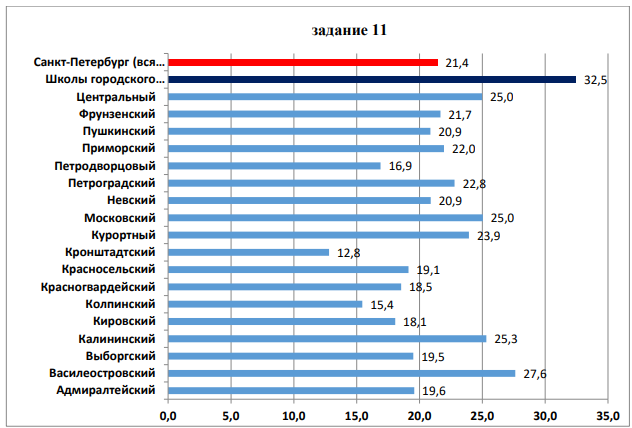 задание 11
Санкт-Петербург (вся... 21,4
Школы городского... 32,5
Центральный 25,0
Фрунзенский 21,7
Пушкинский 20,9
Приморский 22,0
Петродворцовый 16,9
Петроградский 22,8
Невский 20,9
Московский 25,0
Курортный 23,9
Кронштадтский 12,8
Красносельский 19,1
Красногвардейский 18,5
Колпинский 15,4
Кировский 18,1
Калининский 25,3
Выборгский 19,5
Василеостровский 27,6
Адмиралтейский 19,6
0,0 5,0 10,0 15,0 20,0 25,0 30,0 35,0